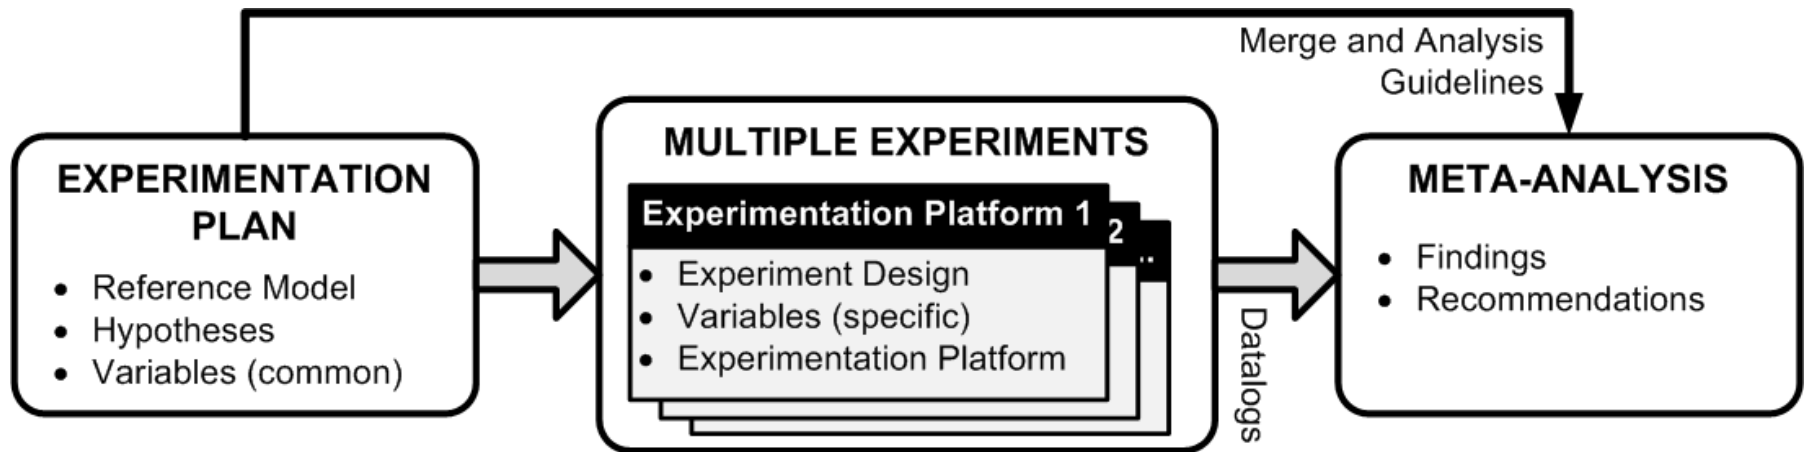 Merge and Analysis
Guidelines
EXPERIMENTATION
PLAN
• Reference Model
• Hypotheses
• Variables (common)
MULTIPLE EXPERIMENTS
Experimentation Platform 1
2
..
• Experiment Design
• Variables (specific)
• Experimentation Platform
Datalogs
META-ANALYSIS
• Findings
• Recommendations